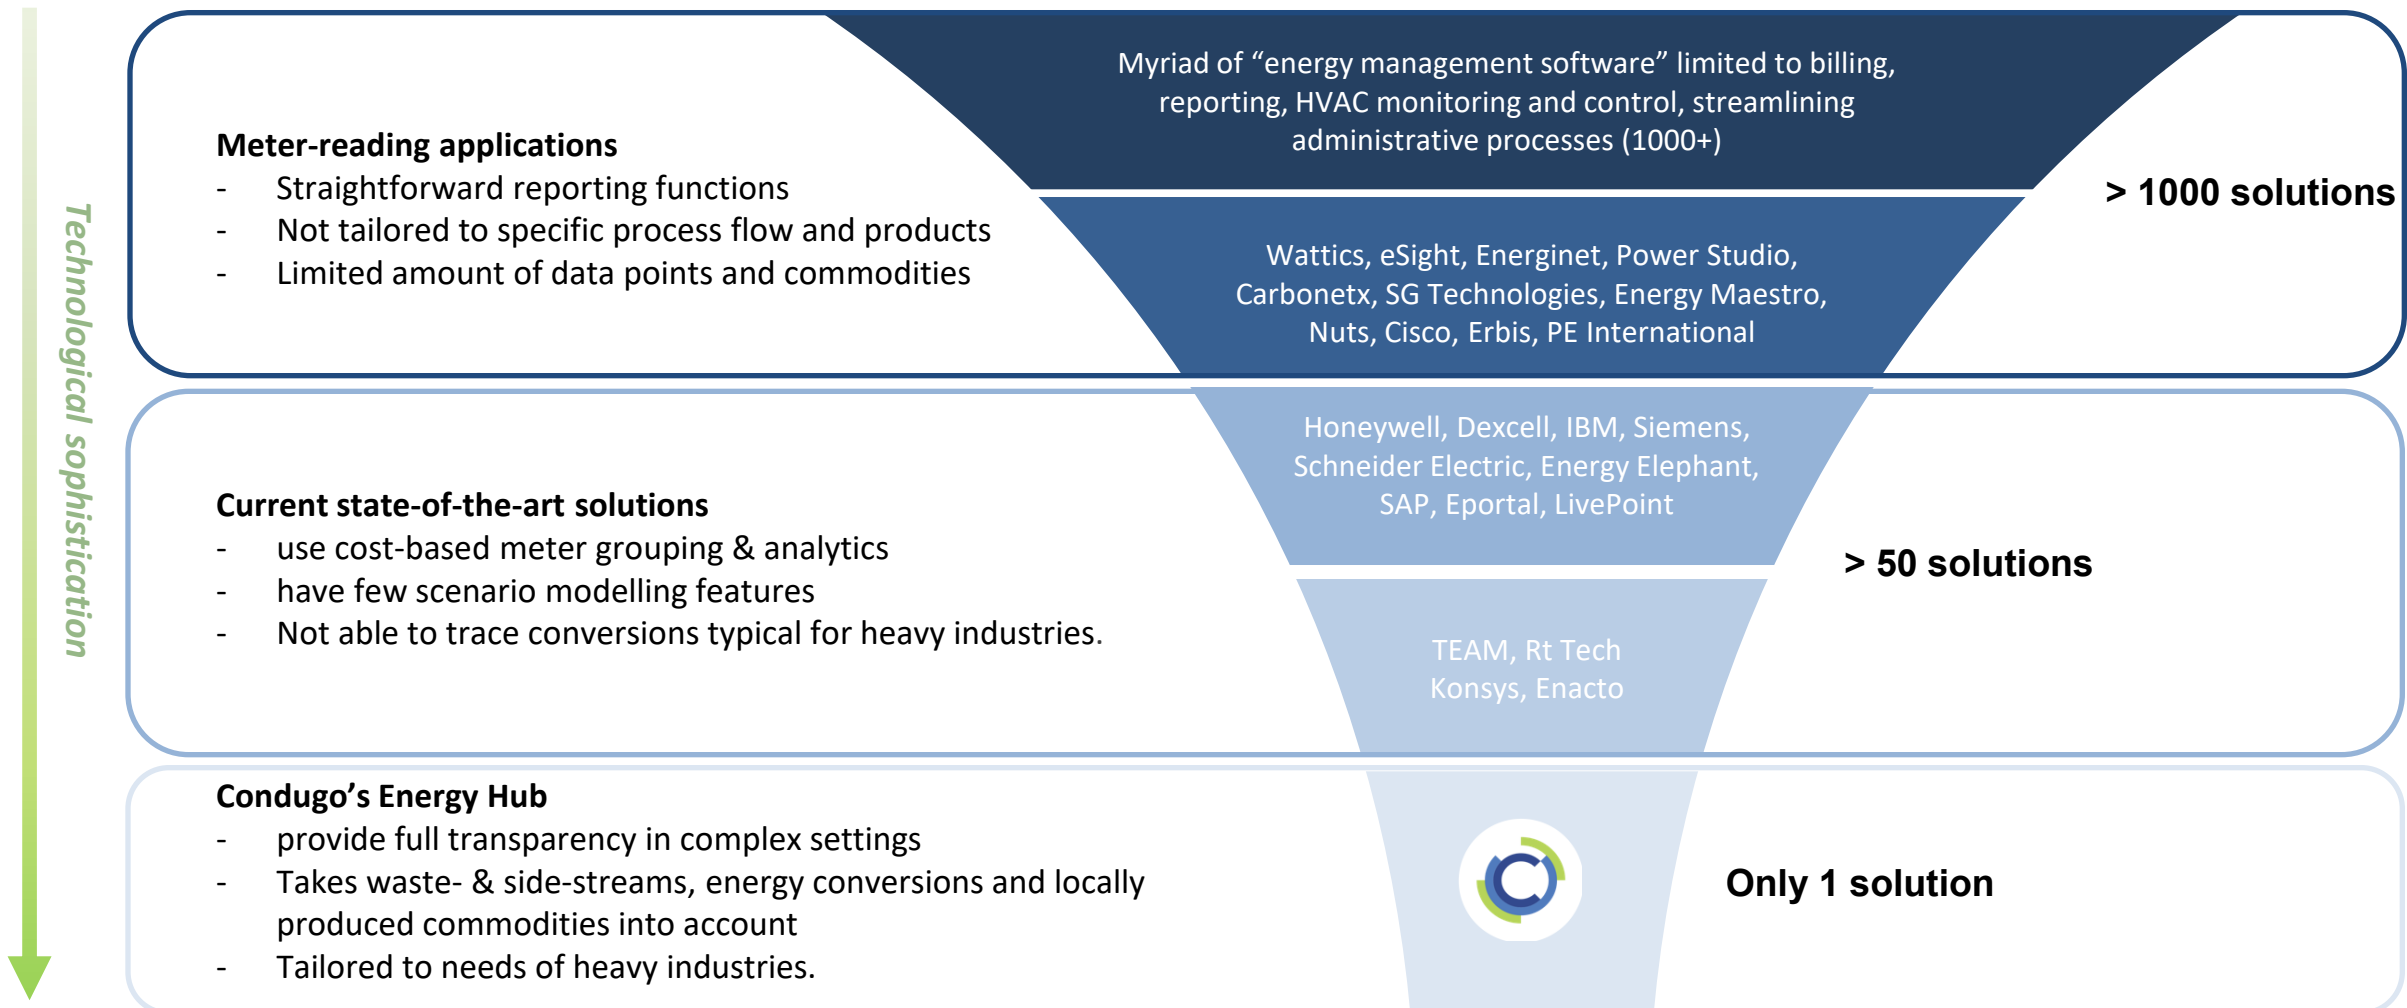 Technological sophistication
Meter-reading applications
- Straightforward reporting functions
- Not tailored to specific process flow and products
- Limited amount of data points and commodities
Myriad of “energy management software” limited to billing,
reporting, HVAC monitoring and control, streamlining
administrative processes (1000+)
Wattics, eSight, Energinet, Power Studio,
Carbonetx, SG Technologies, Energy Maestro,
Nuts, Cisco, Erbis, PE International
> 1000 solutions
Current state-of-the-art solutions
- use cost-based meter grouping & analytics
- have few scenario modelling features
- Not able to trace conversions typical for heavy industries.
Honeywell, Dexcell, IBM, Siemens,
Schneider Electric, Energy Elephant,
SAP, Eportal, LivePoint
TEAM, Rt Tech
Konsys, Enacto
> 50 solutions
Condugo’s Energy Hub
- provide full transparency in complex settings
- Takes waste- & side-streams, energy conversions and locally
produced commodities into account
- Tailored to needs of heavy industries.
Only 1 solution